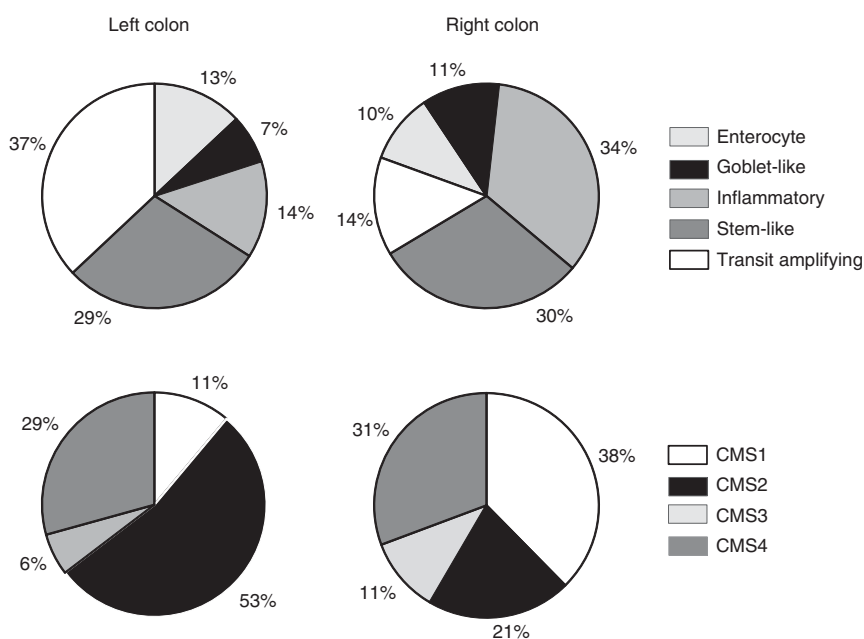 Left colon
Right colon
13%
7%
14%
29%
37%
11%
34%
30%
14%
10%
Enterocyte
Goblet-like
Inflammatory
Stem-like
Transit amplifying
11%
53%
6%
29%
38%
21%
11%
31%
CMS1
CMS2
CMS3
CMS4